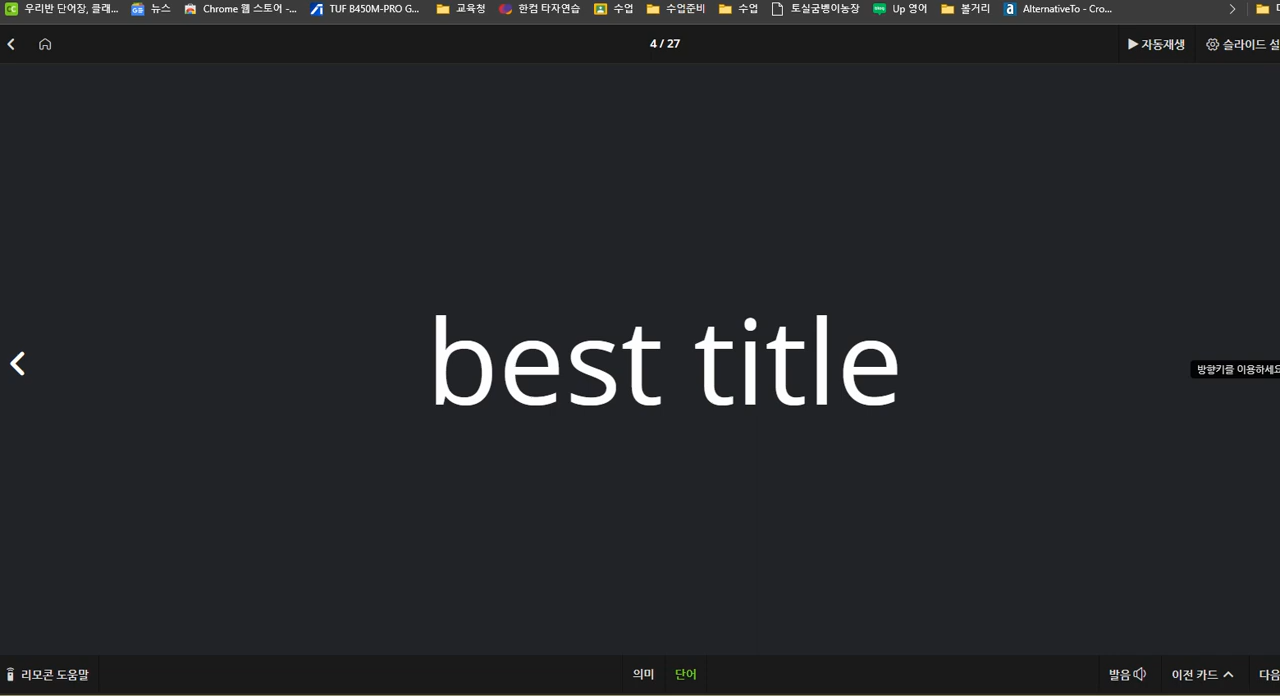 우리반 단어장, 클래... 뉴스 Chrome 웹 스토어 -... TUF B450M-PRO G... 교육청 한컴 타자연습 수업 수업준비 수업 토실굼벵이농장 Up 영어 볼거리 AlternativeTo - Cro...
4 / 27 자동재생 슬라이드 설
best title
방향키를 이용하세요
리모콘 도움말 의미 단어 발음 이전 카드 다음